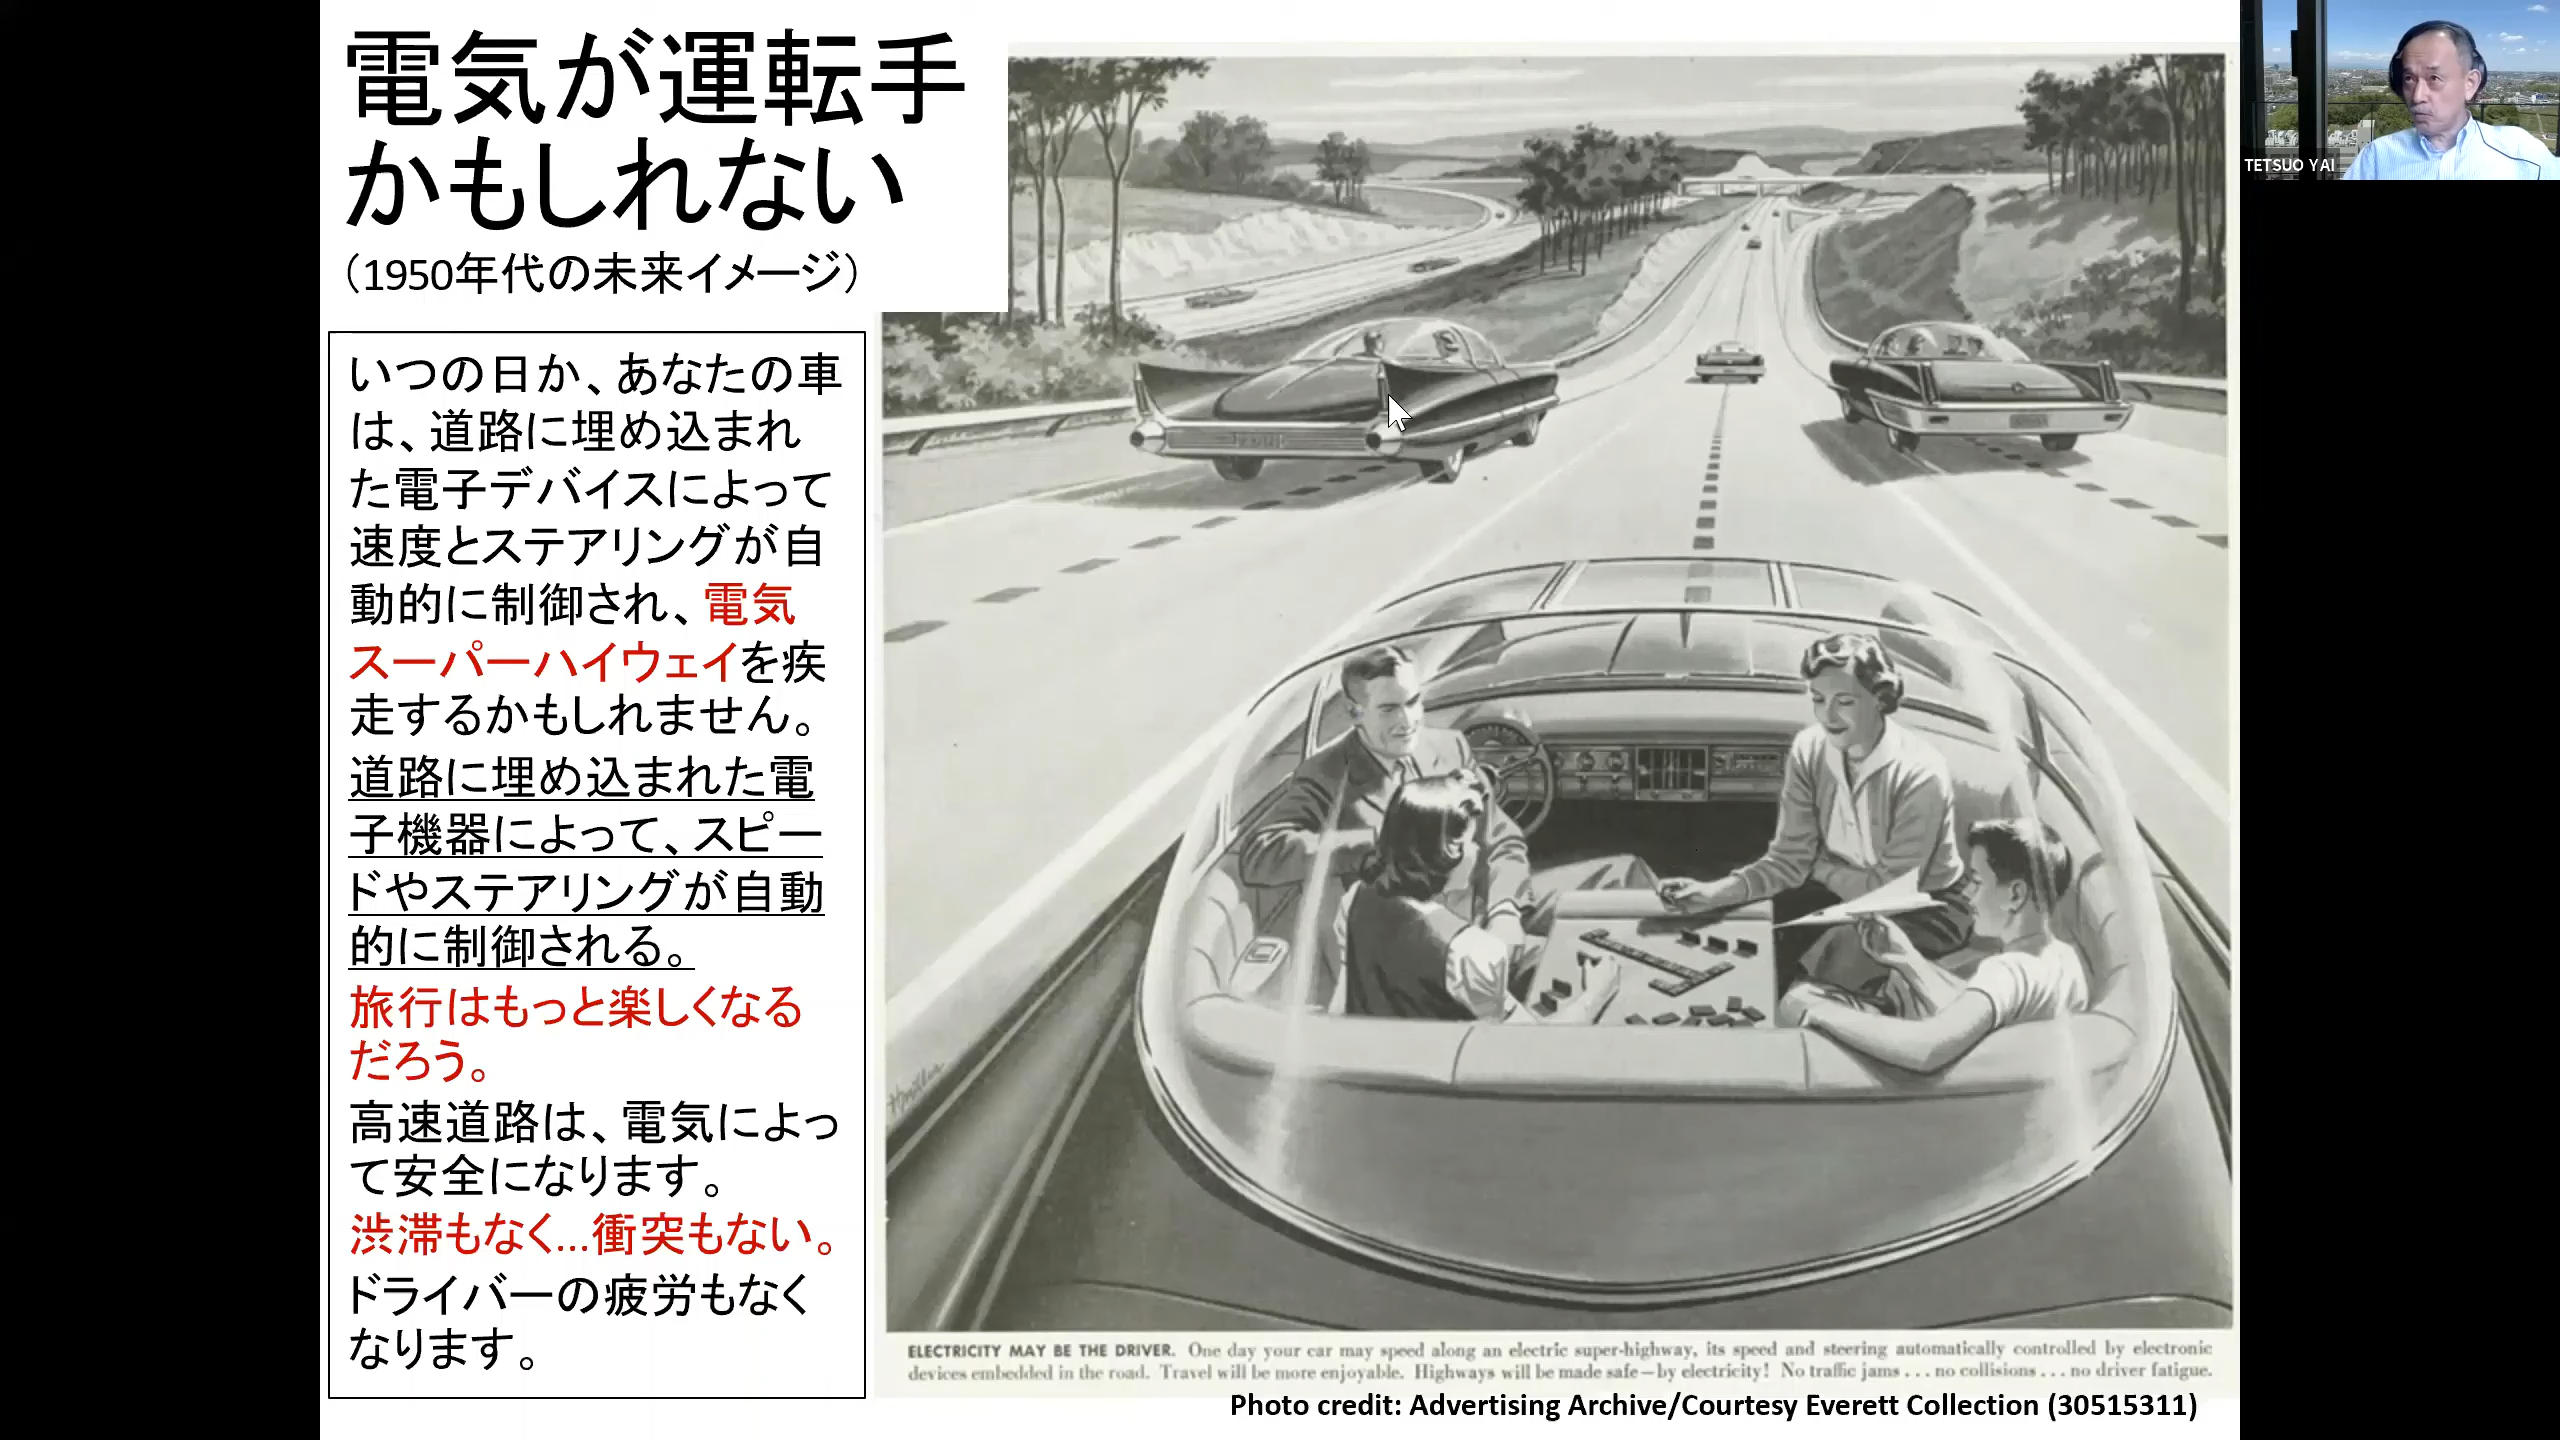 電気が運転手
かもしれない
（1950年代の未来イメージ）
いつの日か、あなたの車
は、道路に埋め込まれ
た電子デバイスによって
速度とステアリングが自
動的に制御され、電気
スーパーハイウェイを疾
走するかもしれません。
道路に埋め込まれた電
子機器によって、スピー
ドやステアリングが自動
的に制御される。
旅行はもっと楽しくなる
だろう。
高速道路は、電気によっ
て安全になります。
渋滞もなく…衝突もない。
ドライバーの疲労もなく
なります。
ELECTRICITY MAY BE THE DRIVER. One day your car may speed along an electric super-highway, its speed and steering automatically controlled by electronic
devices embedded in the road. Travel will be more enjoyable. Highways will be made safe—by electricity! No traffic jams . . . no collisions . . . no driver fatigue.
Photo credit: Advertising Archive/Courtesy Everett Collection (30515311)
TETSUO YAI